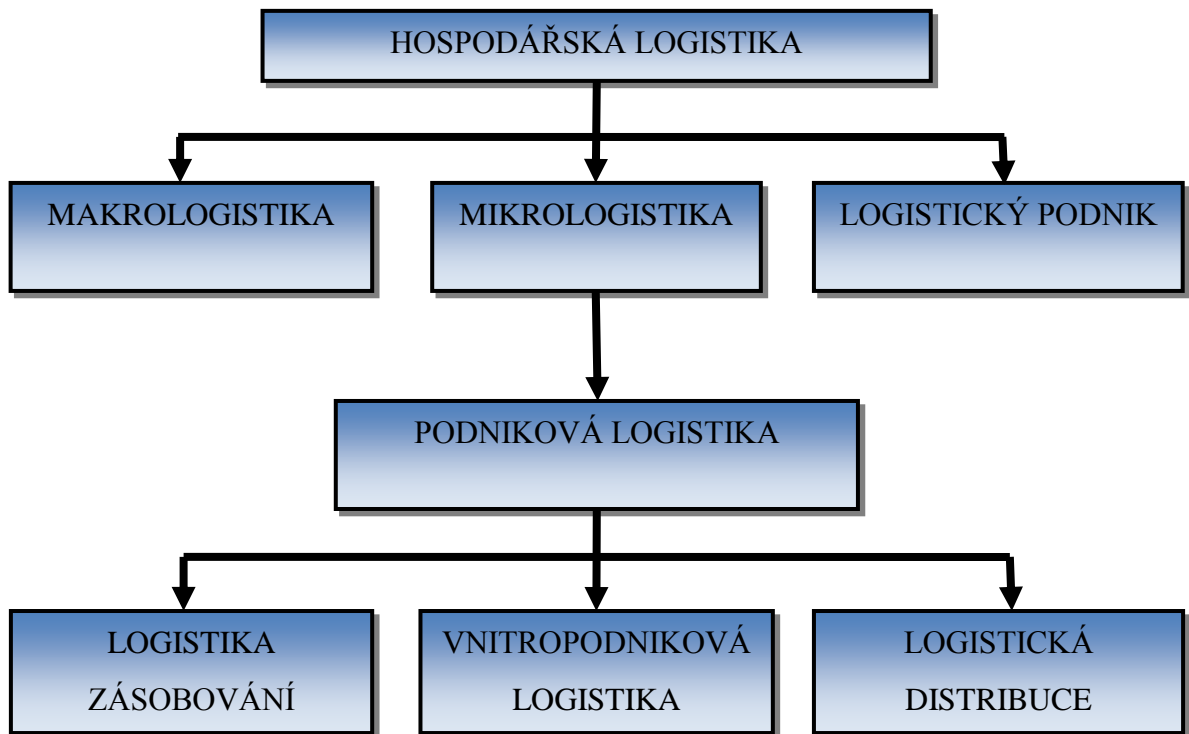 HOSPODÁŘSKÁ LOGISTIKA
MAKROLOGISTIKA
MIKROLOGISTIKA
LOGISTICKÝ PODNIK
PODNIKOVÁ LOGISTIKA
LOGISTIKA
ZÁSOBOVÁNÍ
VNITROPODNIKOVÁ
LOGISTIKA
LOGISTICKÁ
DISTRIBUCE